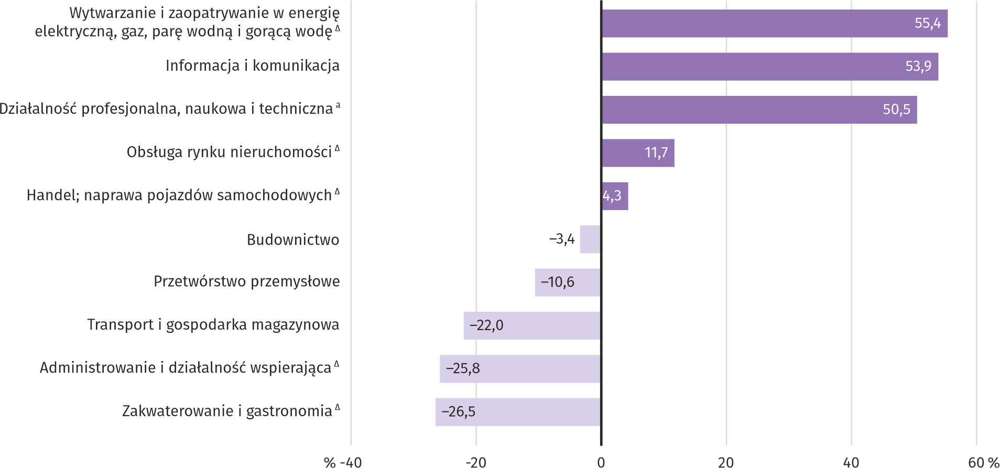 Wytwarzanie i zaopatrywanie w energię
elektryczną, gaz, parę wodną i gorącą wodę Δ
55,4
Informacja i komunikacja
53,9
Działalność profesjonalna, naukowa i techniczna a
50,5
Obsługa rynku nieruchomości Δ
11,7
Handel; naprawa pojazdów samochodowych Δ
4,3
Budownictwo
–3,4
Przetwórstwo przemysłowe
–10,6
Transport i gospodarka magazynowa
–22,0
Administrowanie i działalność wspierająca Δ
–25,8
Zakwaterowanie i gastronomia Δ
–26,5
% -40 -20 0 20 40 60 %